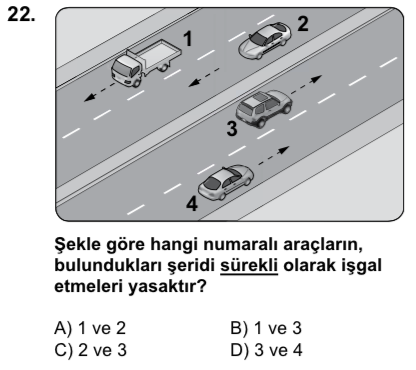 22.
1
2
3
4
Şekle göre hangi numaralı araçların,
bulundukları şeridi sürekli olarak işgal
etmeleri yasaktır?
A) 1 ve 2 B) 1 ve 3
C) 2 ve 3 D) 3 ve 4